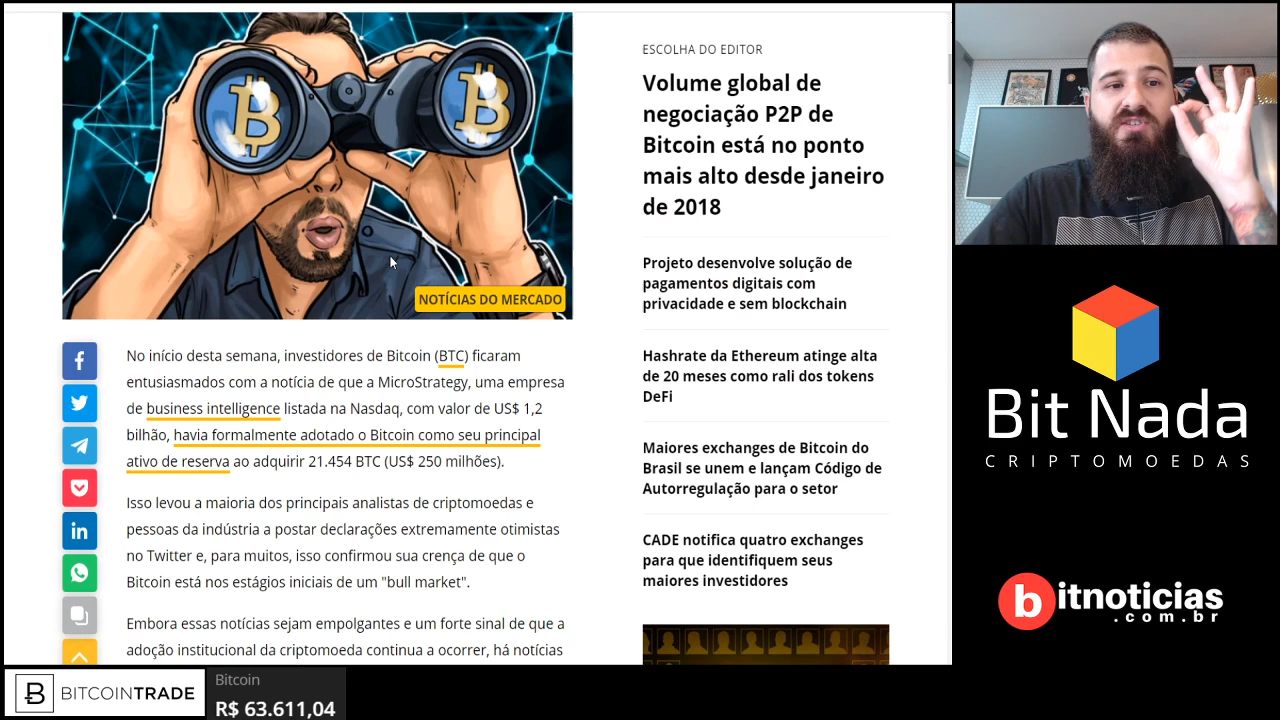 NOTÍCIAS DO MERCADO
No início desta semana, investidores de Bitcoin (BTC) ficaram
entusiasmados com a notícia de que a MicroStrategy, uma empresa
de business intelligence listada na Nasdaq, com valor de US$ 1,2
bilhão, havia formalmente adotado o Bitcoin como seu principal
ativo de reserva ao adquirir 21.454 BTC (US$ 250 milhões).
Isso levou a maioria dos principais analistas de criptomoedas e
pessoas da indústria a postar declarações extremamente otimistas
no Twitter e, para muitos, isso confirmou sua crença de que o
Bitcoin está nos estágios iniciais de um "bull market".
Embora essas notícias sejam empolgantes e um forte sinal de que a
adoção institucional da criptomoeda continua a ocorrer, há notícias
ESCOLHA DO EDITOR
Volume global de
negociação P2P de
Bitcoin está no ponto
mais alto desde janeiro
de 2018
Projeto desenvolve solução de
pagamentos digitais com
privacidade e sem blockchain
Hashrate da Ethereum atinge alta
de 20 meses como rali dos tokens
DeFi
Maiores exchanges de Bitcoin do
Brasil se unem e lançam Código de
Autorregulação para o setor
CADE notifica quatro exchanges
para que identifiquem seus
maiores investidores
Bit Nada
CRIPTOMOEDAS
bitnoticias
.com.br
BITCOINTRADE
Bitcoin
R$ 63.611,04